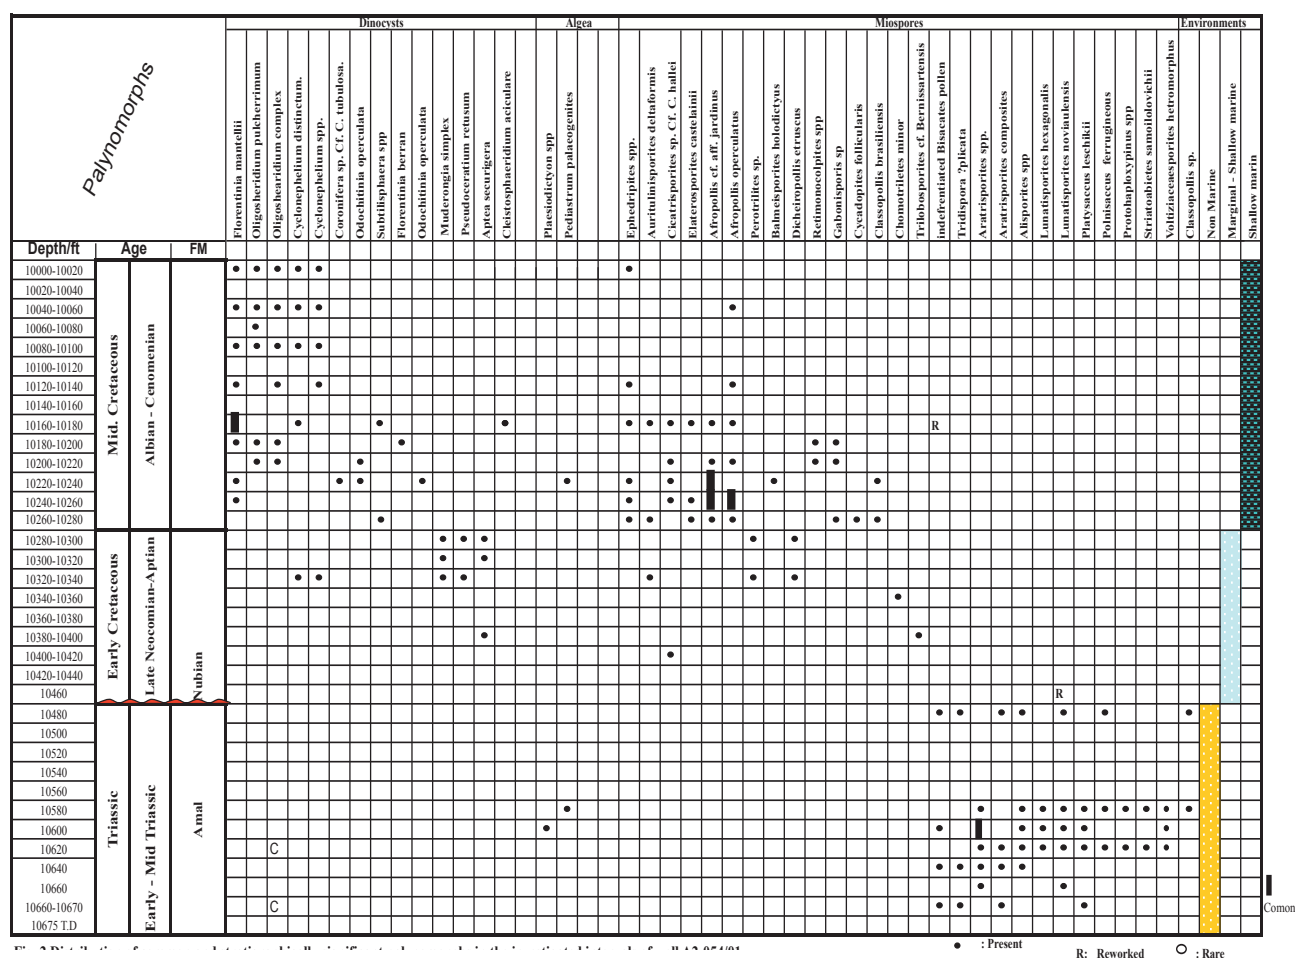 Dinocysts Algea Miospores Environments
Palynomorphs
Florentinia mantellii
Oligospheridium pulcherrimum
Oligoshearidium complex
Cyclonephelium distinctum.
Cyclonephelium spp.
Coronifera sp. Cf. C. tubulosa.
Odochitinia operculata
Subtilisphaera spp
Florentinia berran
Odochitinia operculata
Muderongia simplex
Pseudoceratium retusum
Aptea securigera
Cleistosphaeridium aciculare
Plaesiodictyon spp
Pediastrum palaeogenites
Ephedripites spp.
Auritulinisporites deltaformis
Cicatrisporites sp. Cf. C. hallei
Elaterosporites castelainii
Afropollis cf. aff. jardinus
Afropollis operculatus
Perotrilites sp.
Balmeisporites holodictyus
Dicheiropollis etruscus
Retimonocolpites spp
Gabonisporis sp
Cycadopites follicularis
Classopollis brasiliensis
Chomotriletes minor
Trilobosporites cf. Bernissartensis
indefrentiated Bisacates pollen
Tridispora ?plicata
Aratrisporites spp.
Aratrisporites composites
Alisporites spp
Lunatisporites hexagonalis
Lunatisporites noviaulensis
Platysaccus leschikii
Polnisaccus ferrugineous
Protohaploxypinus spp
Striatoabietes samoilolovichii
Voltiziaceaesporites hetromorphus
Classopollis sp.
Non Marine
Marginal - Shallow marine
Shallow marin
Depth/ft Age FM
10000-10020
10020-10040
10040-10060
10060-10080
10080-10100
10100-10120
10120-10140
10140-10160
10160-10180 R
10180-10200
10200-10220
10220-10240
10240-10260
10260-10280
Mid. Cretaceous
Albian - Cenomenian
10280-10300
10300-10320
10320-10340
10340-10360
10360-10380
10380-10400
10400-10420
10420-10440
10460 R
Early Cretaceous
Late Neocomian-Aptian
Nubian
10480
10500
10520
10540
10560
10580
10600
10620 C
10640
10660
10660-10670 C
10675 T.D
Triassic
Early - Mid Triassic
Amal
Comon
: Present
R: Reworked : Rare